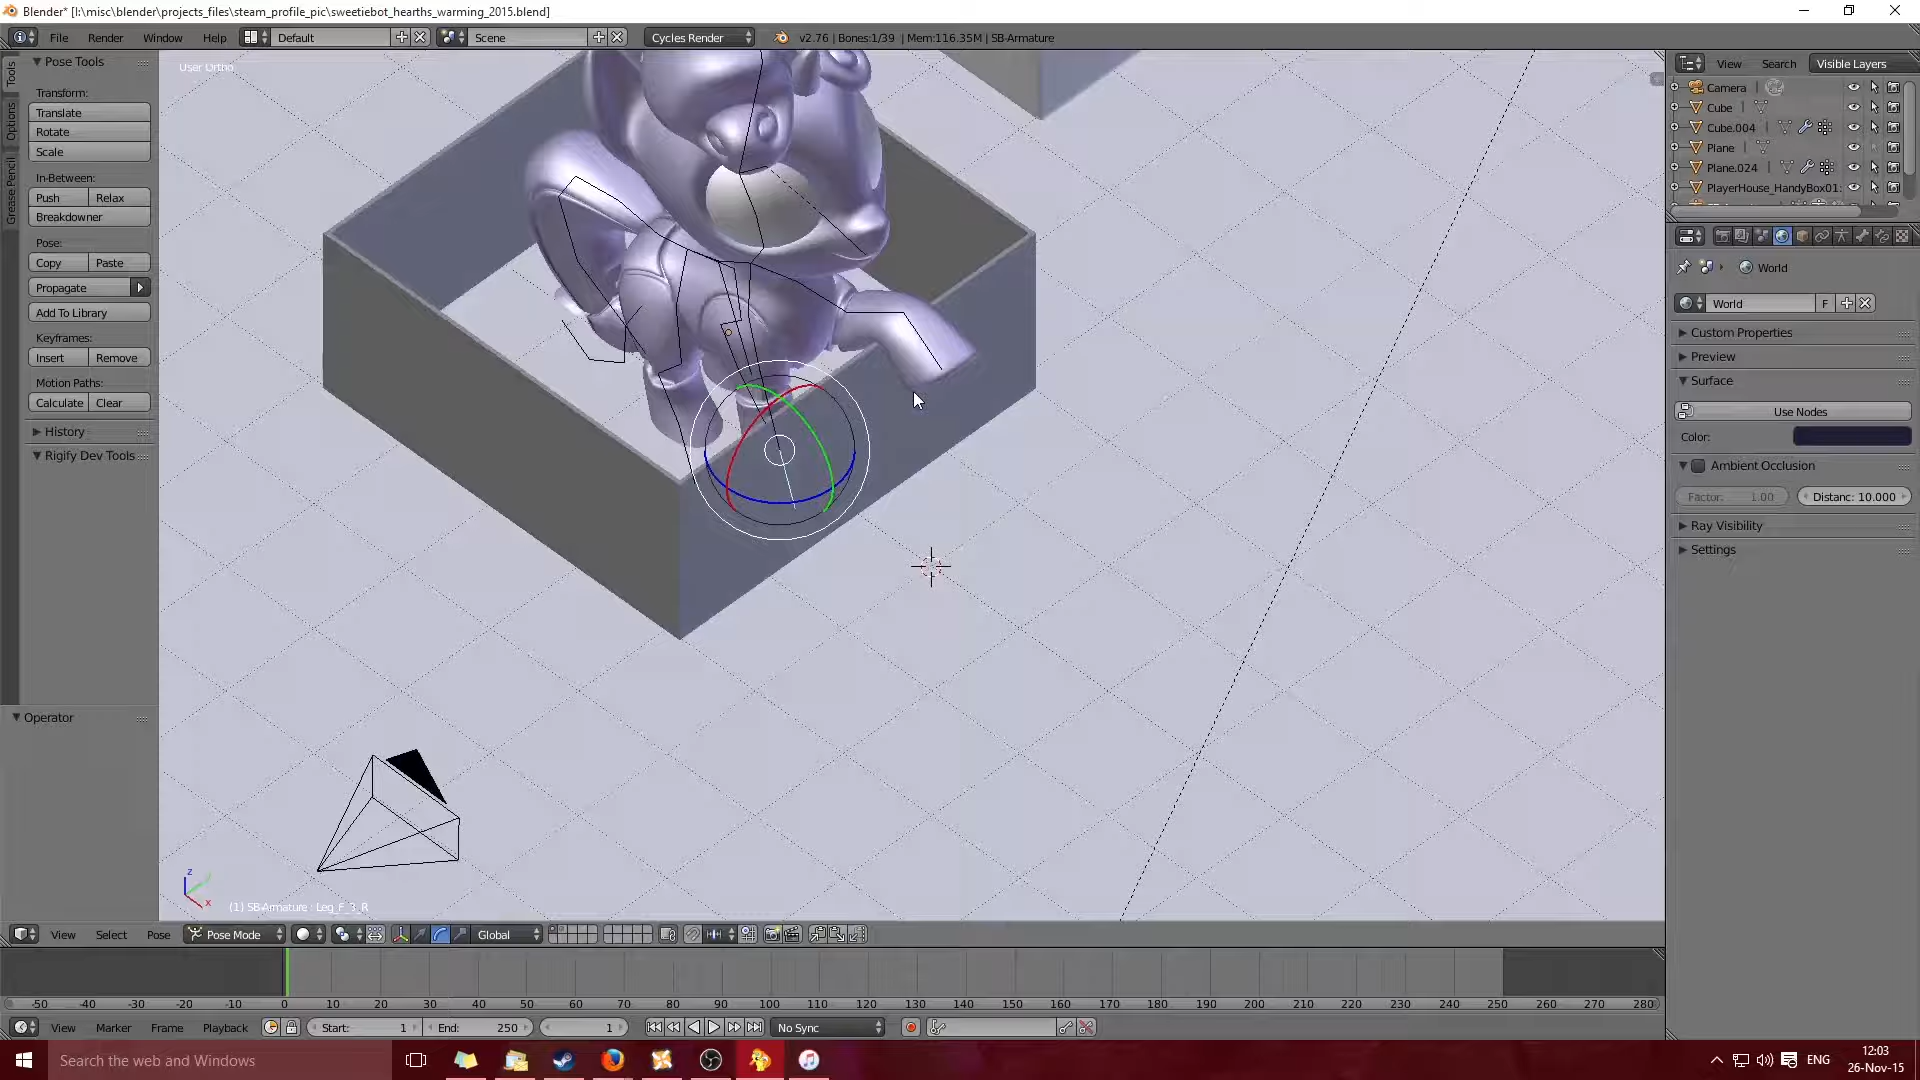 Blender* [I:\misc\blender\projects_files\steam_profile_pic\sweetiebot_hearths_warming_2015.blend]
File Render Window Help Default Scene Cycles Render v2.76 | Bones:1/39 | Mem:116.35M | SB-Armature
Tools
Options
Grease Pencil
Pose Tools
Transform:
Translate
Rotate
Scale
In-Between:
Push Relax
Breakdowner
Pose:
Copy Paste
Propagate
Add To Library
Keyframes:
Insert Remove
Motion Paths:
Calculate Clear
History
Rigify Dev Tools
Operator
User Ortho
z
x
(1) SB-Armature : Leg_F_3_R
View Search Visible Layers
Camera
Cube
Cube.004
Plane
Plane.024
PlayerHouse_HandyBox01:
World
World F
Custom Properties
Preview
Surface
Use Nodes
Color:
Ambient Occlusion
Factor: 1.00 Distanc: 10.000
Ray Visibility
Settings
View Select Pose Pose Mode Global
-50 -40 -30 -20 -10 0 10 20 30 40 50 60 70 80 90 100 110 120 130 140 150 160 170 180 190 200 210 220 230 240 250 260 270 280
View Marker Frame Playback Start: 1 End: 250 1 No Sync
Search the web and Windows
ENG
12:03
26-Nov-15